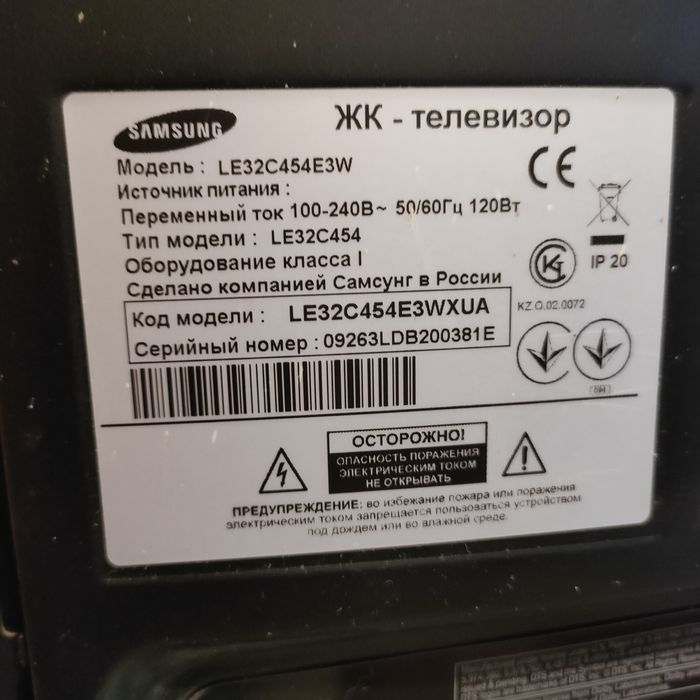 SAMSUNG
ЖК - телевизор
Модель : LE32C454E3W
Источник питания :
Переменный ток 100-240В~ 50/60Гц 120Вт
Тип модели : LE32C454
Оборудование класса I
Сделано компанией Самсунг в России
CE
IP 20
KZ.O.02.0072
Код модели : LE32C454E3WXUA
Серийный номер : 09263LDB200381E
ОСТОРОЖНО!
ОПАСНОСТЬ ПОРАЖЕНИЯ
ЭЛЕКТРИЧЕСКИМ ТОКОМ
НЕ ОТКРЫВАТЬ
ПРЕДУПРЕЖДЕНИЕ: во избежание пожара или поражения
электрическим током запрещается пользоваться устройством
под дождем или во влажной среде.